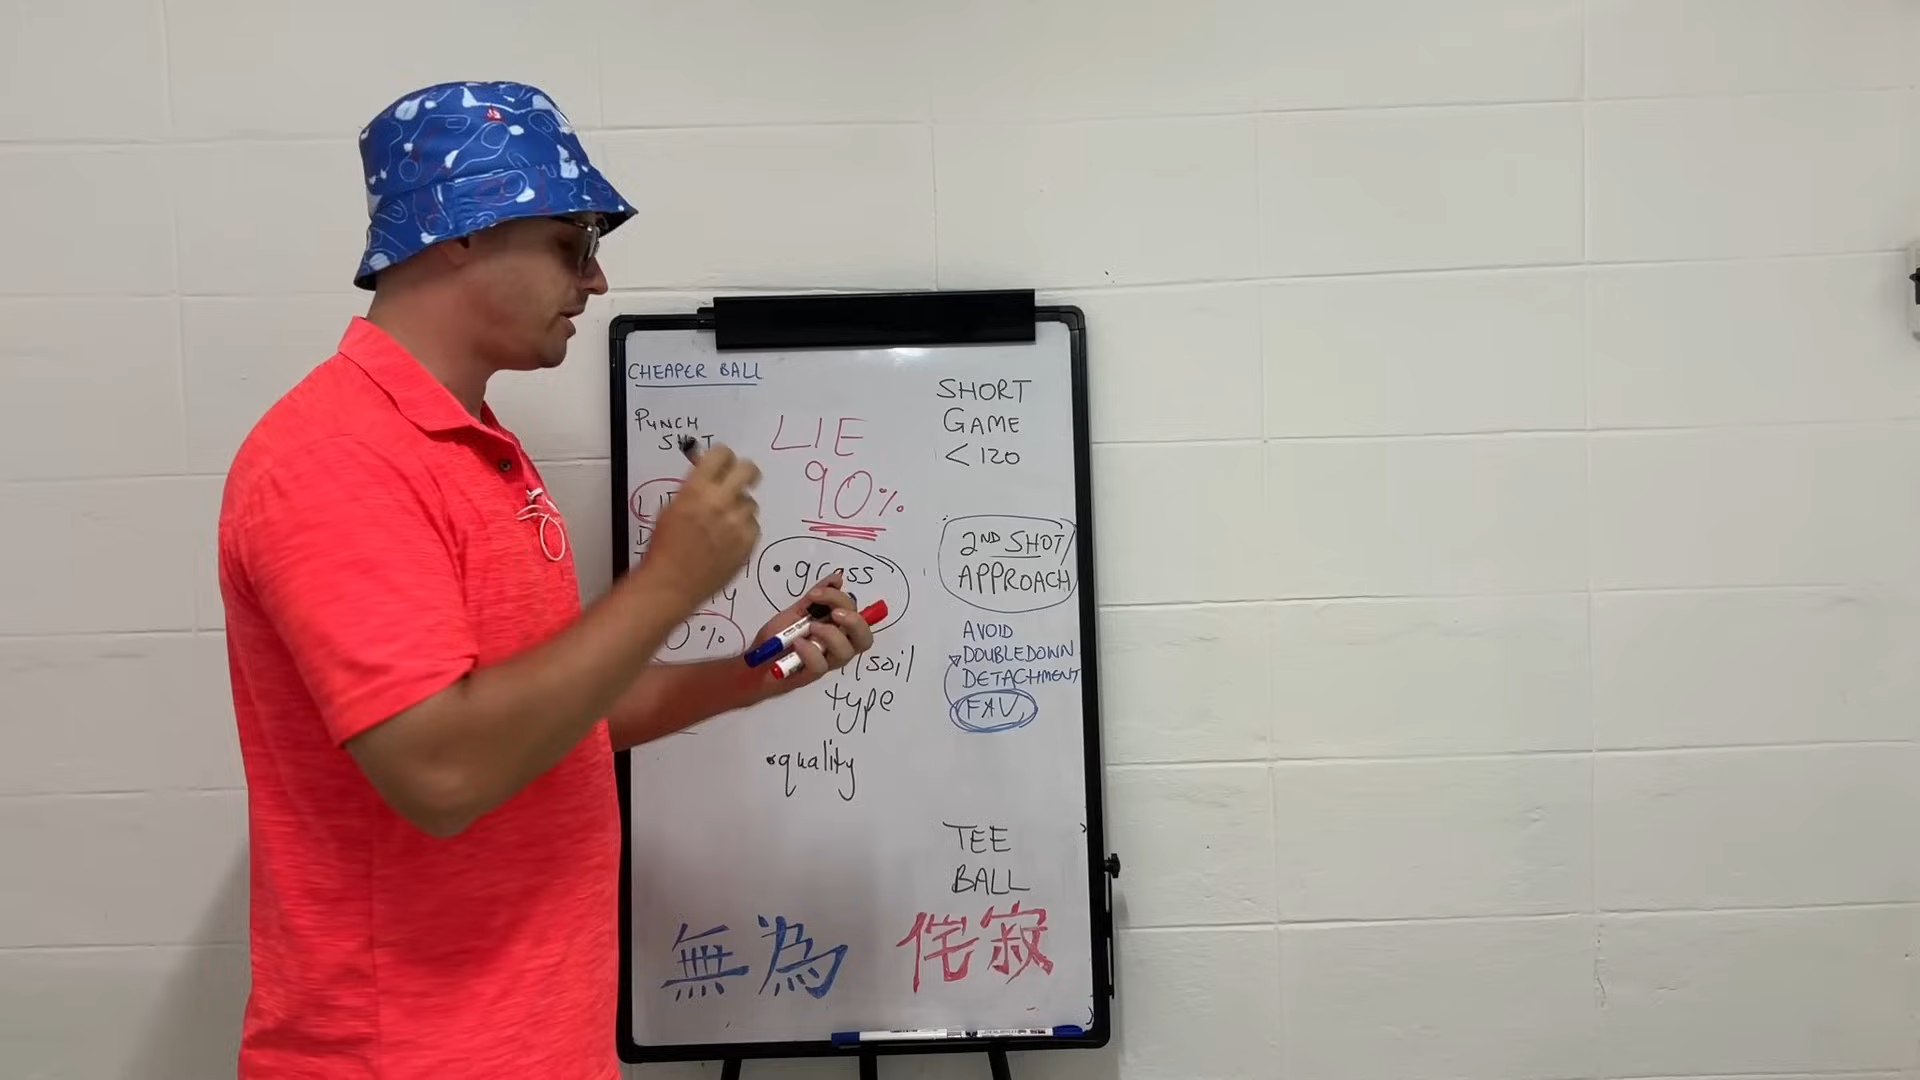 CHEAPER BALL
PUNCH
SHOT
LIE
90%
• grass
/soil
type
•quality
SHORT
GAME
< 120
2ND SHOT/
APPROACH
AVOID
DOUBLEDOWN
DETACHMENT
FAV
TEE
BALL
無為
侘寂